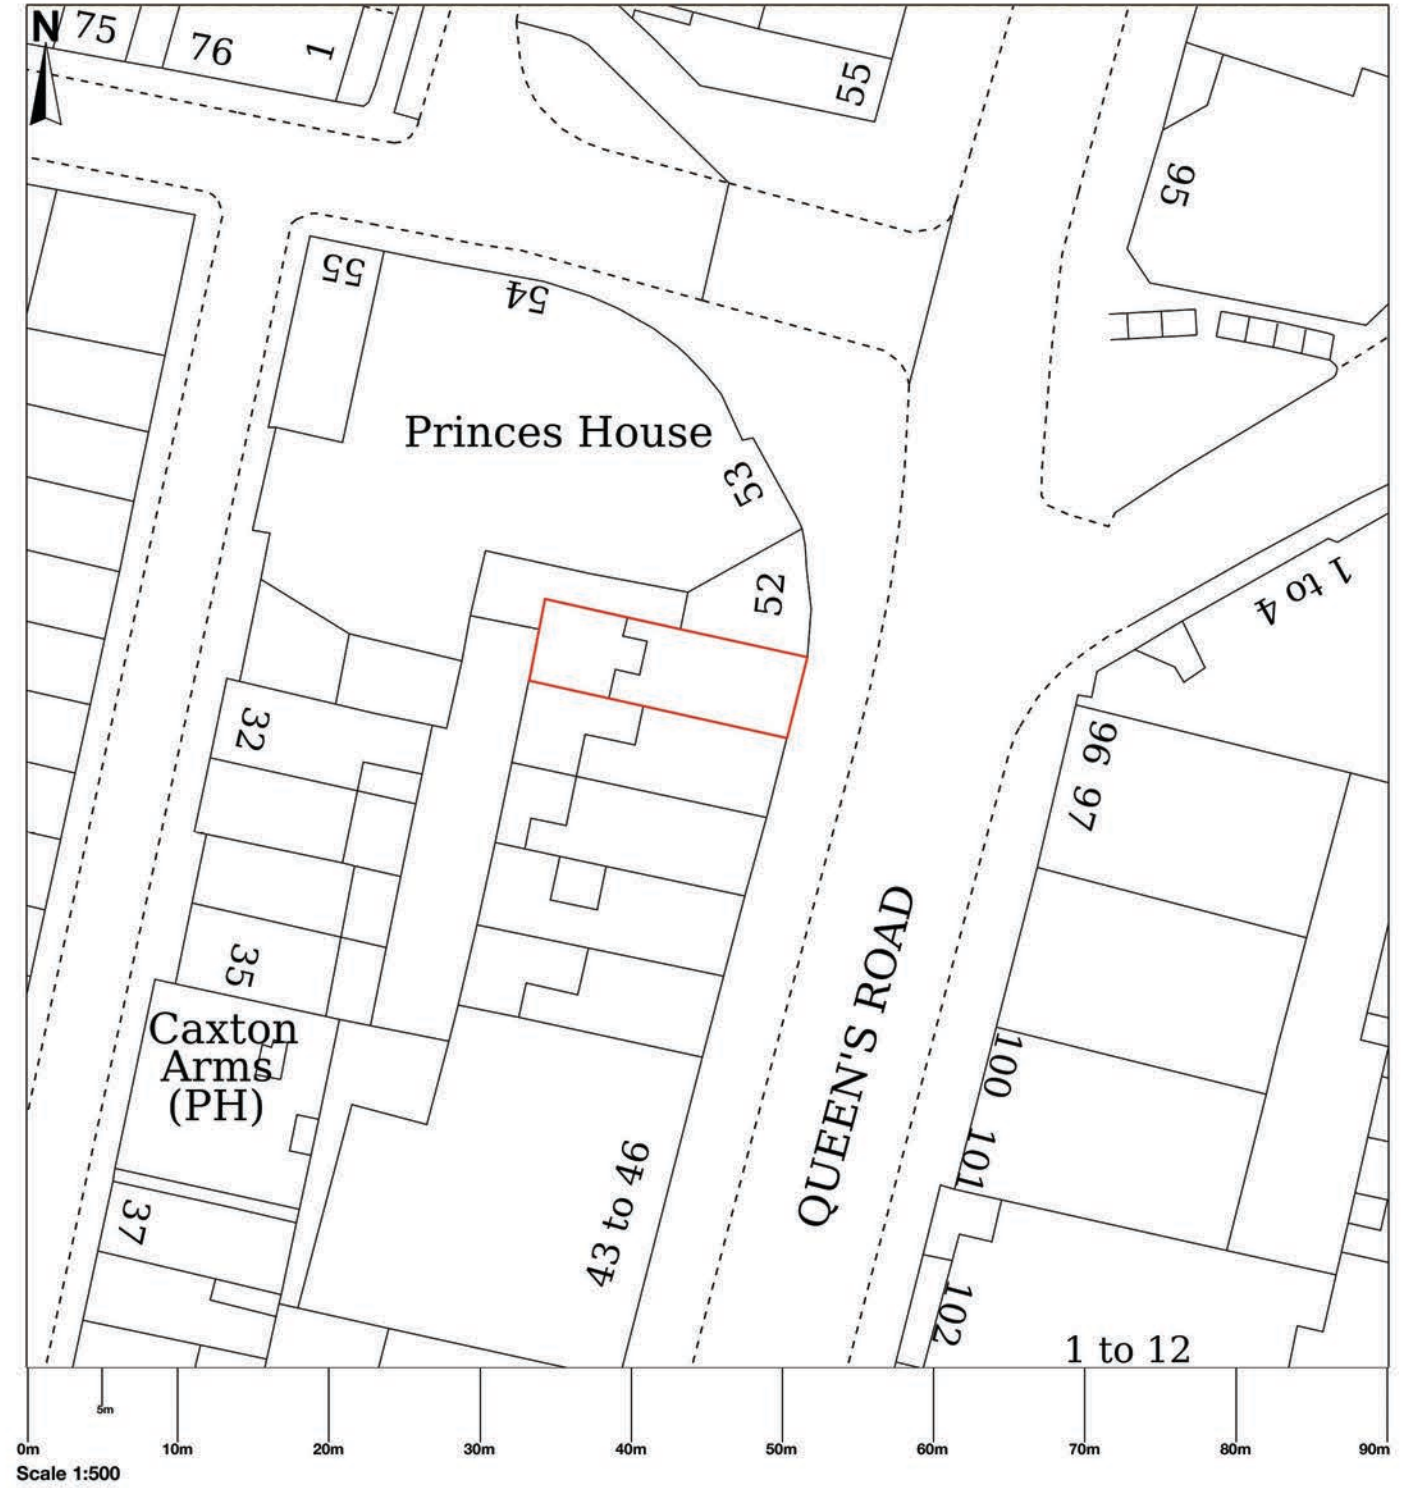 N
75
76
1
55
95
55
54
Princes House
53
52
1 to 4
32
96
97
35
QUEEN'S ROAD
Caxton
Arms
(PH)
100
101
43 to 46
37
102
1 to 12
5m
0m 10m 20m 30m 40m 50m 60m 70m 80m 90m
Scale 1:500